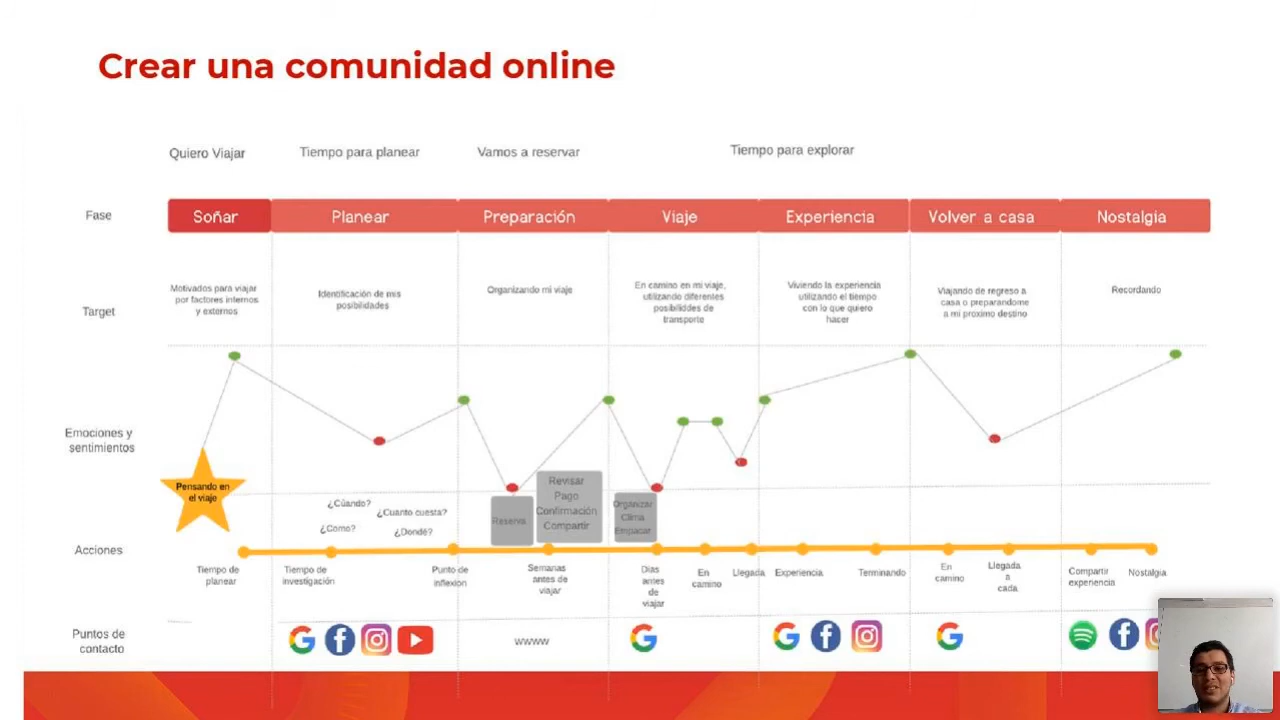 Crear una comunidad online
Quiero Viajar
Tiempo para planear
Vamos a reservar
Tiempo para explorar
Fase
Soñar
Planear
Preparación
Viaje
Experiencia
Volver a casa
Nostalgia
Target
Motivados para viajar
por factores internos
y externos
Identificación de mis
posibilidades
Organizando mi viaje
En camino en mi viaje,
utilizando diferentes
posibiliddes de
transporte
Viviendo la experiencia
utilizando el tiempo
con lo que quiero
hacer
Viajando de regreso a
casa o preparandome
a mi proximo destino
Recordando
Emociones y
sentimientos
Pensando en
el viaje
¿Cúando?
¿Cuanto cuesta?
¿Como?
¿Dondé?
Reserva
Revisar
Pago
Confirmación
Compartir
Organizar
Clima
Empacar
Acciones
Tiempo de
planear
Tiempo de
investigación
Punto de
inflexion
Semanas
antes de
viajar
Dias
antes
de
viajar
En
camino
Llegada
Experiencia
Terminando
En
camino
Llegada
a
cada
Compartir
experiencia
Nostalgia
Puntos de
contacto
wwww